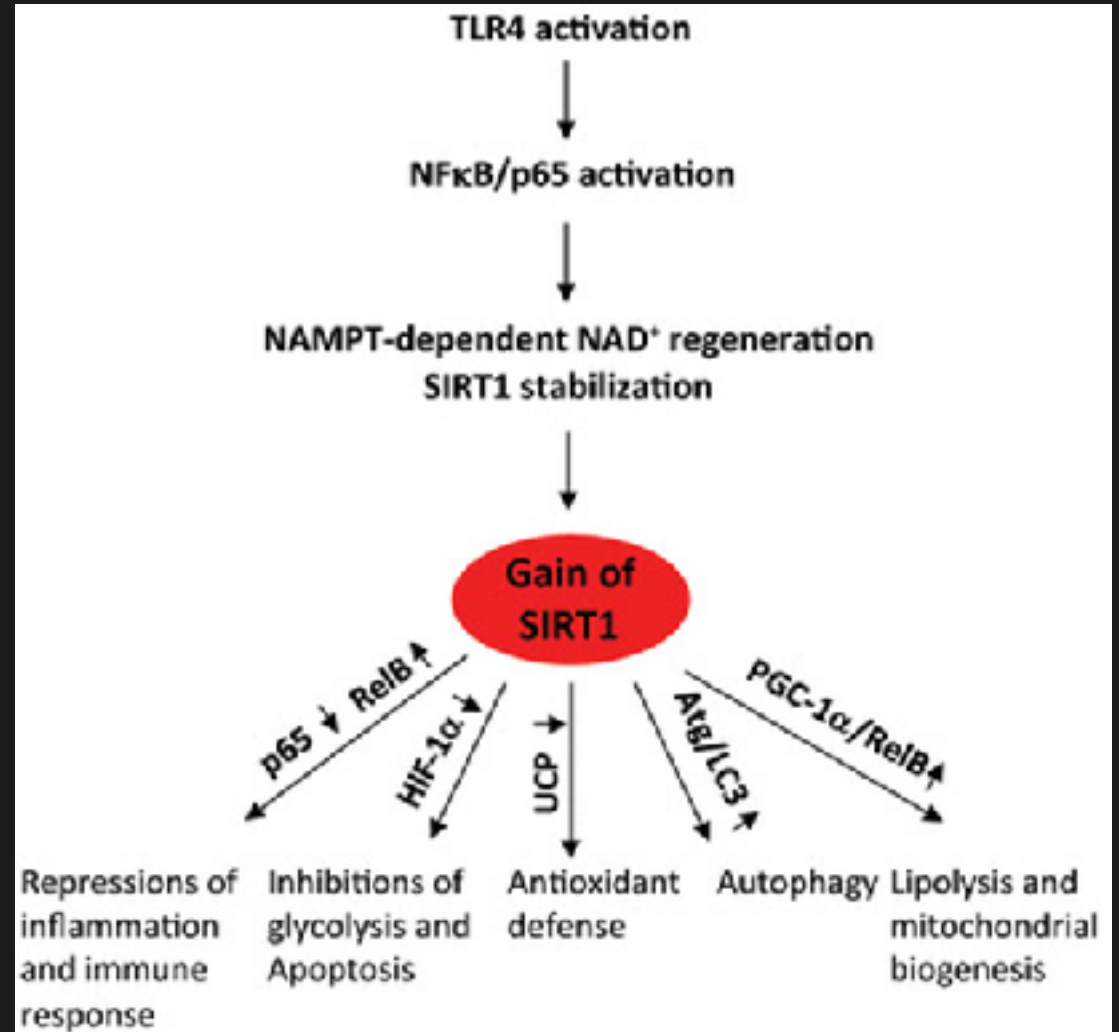 TLR4 activation
NFκB/p65 activation
NAMPT-dependent NAD⁺ regeneration
SIRT1 stabilization
Gain of
SIRT1
p65 ↓ RelB ↑
HIF-1α ↓
UCP ↑
Atg/LC3 ↑
PGC-1α/RelB ↑
Repressions of
inflammation
and immune
response
Inhibitions of
glycolysis and
Apoptosis
Antioxidant
defense
Autophagy
Lipolysis and
mitochondrial
biogenesis